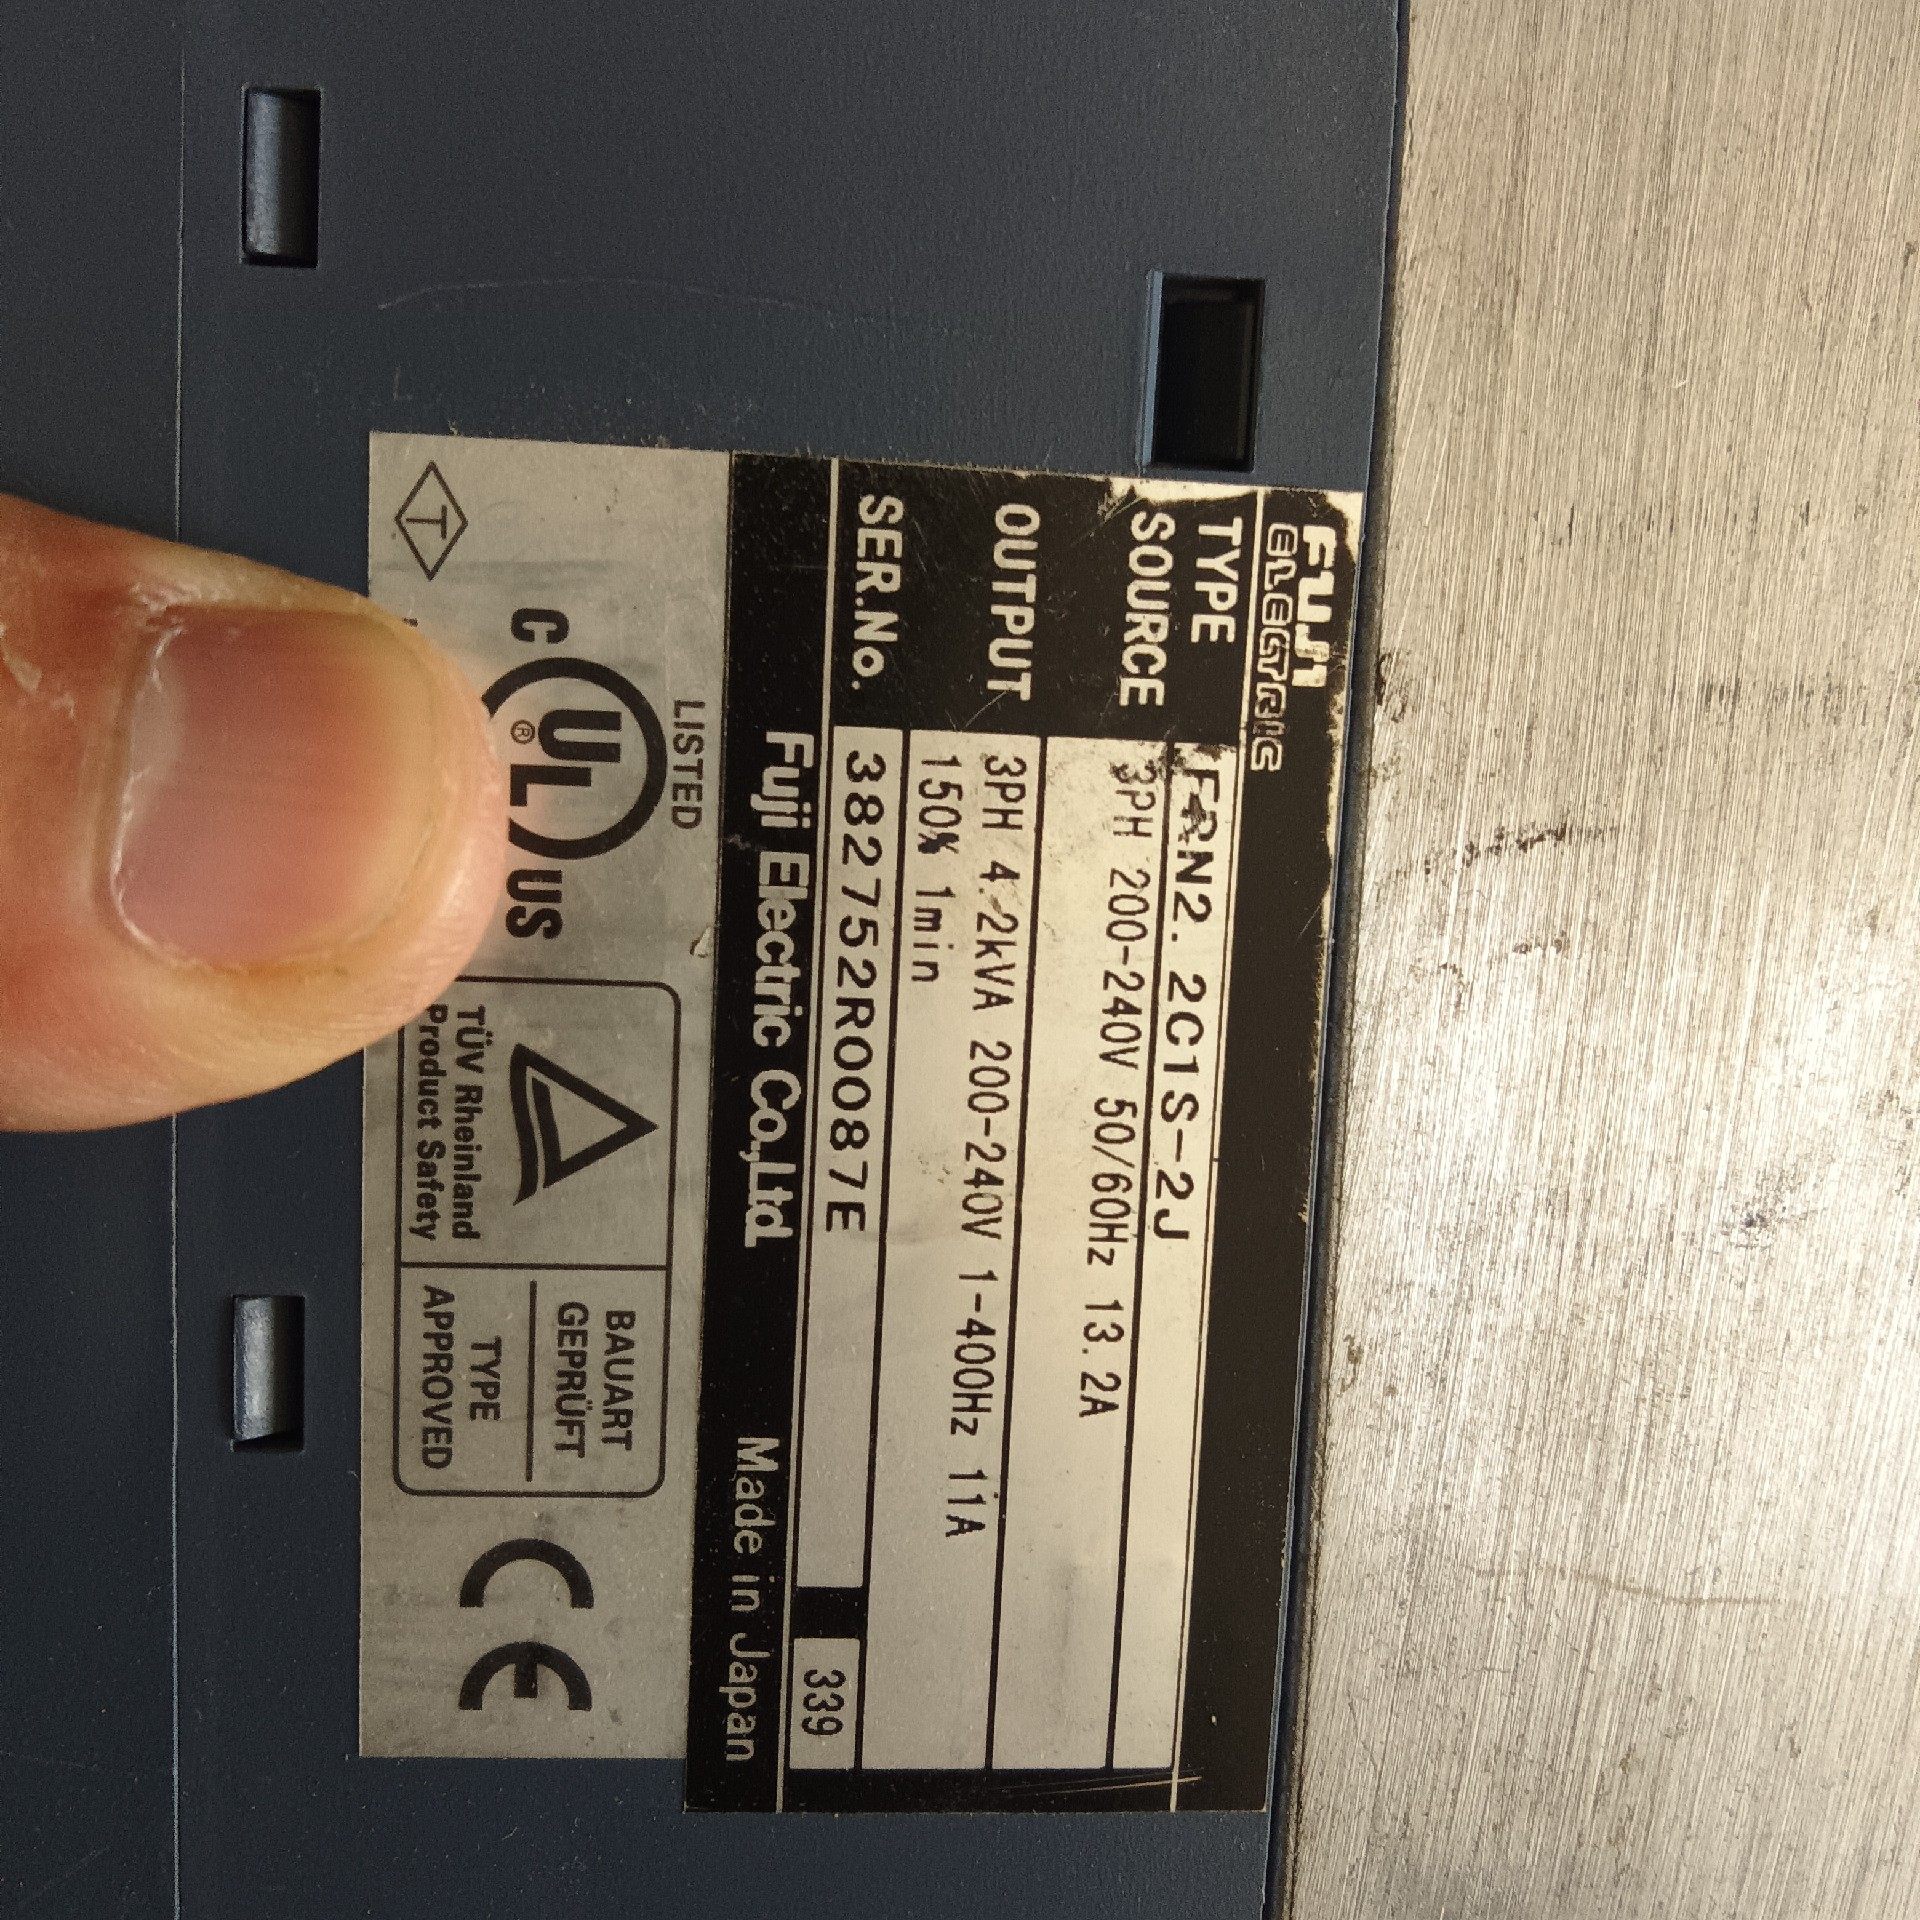 FUJI
ELECTRIC
TYPE FRN2.2C1S-2J
SOURCE 3PH 200-240V 50/60Hz 13.2A
OUTPUT 3PH 4.2kVA 200-240V 1-400Hz 11A
150% 1min
SER.No. 382752R0087E 339
Fuji Electric Co.,Ltd. Made in Japan
LISTED
C UL® US
T
TÜV Rheinland
Product Safety
BAUART
GEPRÜFT
TYPE
APPROVED
CE